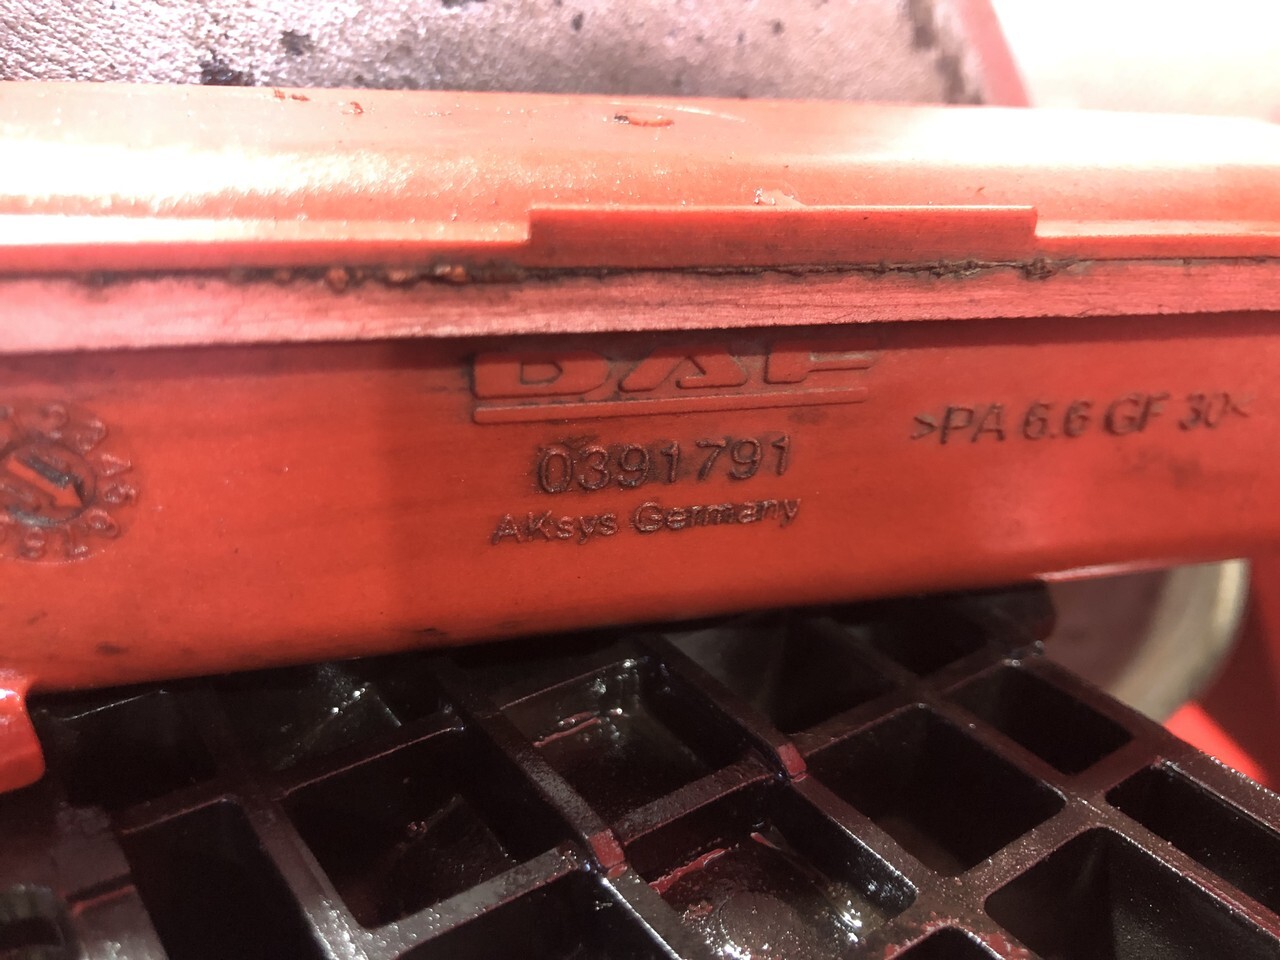 DAF
0391791
AKsys Germany
>PA 6.6 GF 30<